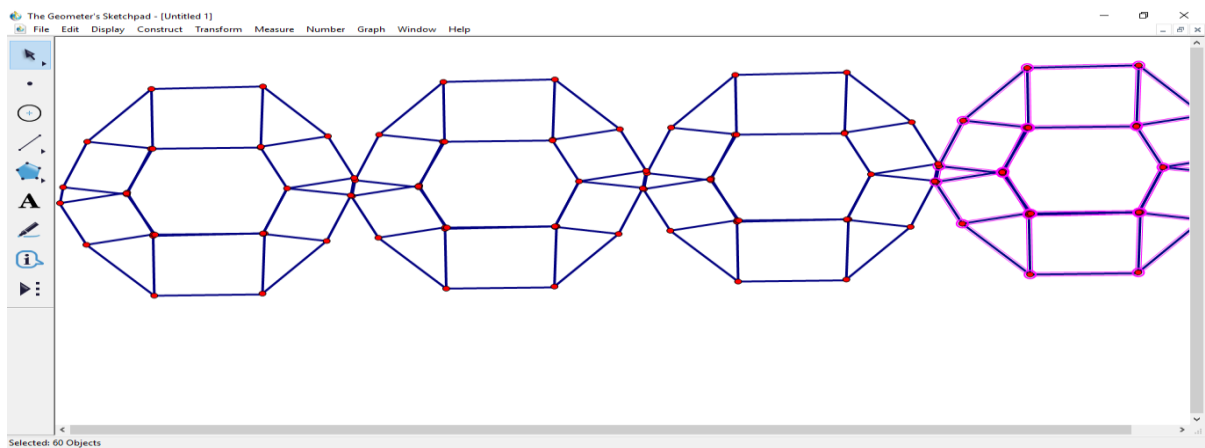 The Geometer's Sketchpad - [Untitled 1]
File Edit Display Construct Transform Measure Number Graph Window Help
A
Selected: 60 Objects